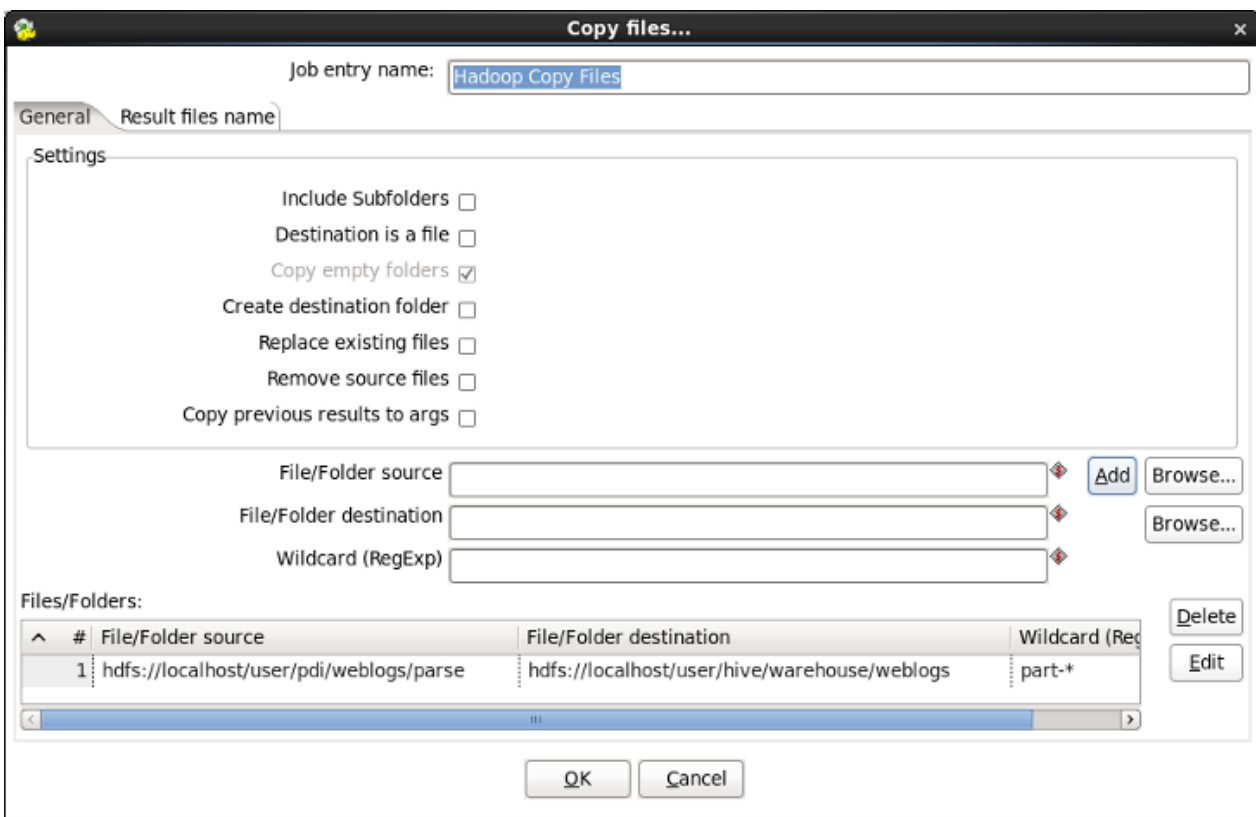 Copy files...
Job entry name: Hadoop Copy Files
General Result files name
Settings
Include Subfolders
Destination is a file
Copy empty folders
Create destination folder
Replace existing files
Remove source files
Copy previous results to args
File/Folder source Add Browse...
File/Folder destination Browse...
Wildcard (RegExp)
Files/Folders:
Delete
# File/Folder source File/Folder destination Wildcard (Reg
1 hdfs://localhost/user/pdi/weblogs/parse hdfs://localhost/user/hive/warehouse/weblogs part-*
Edit
OK Cancel